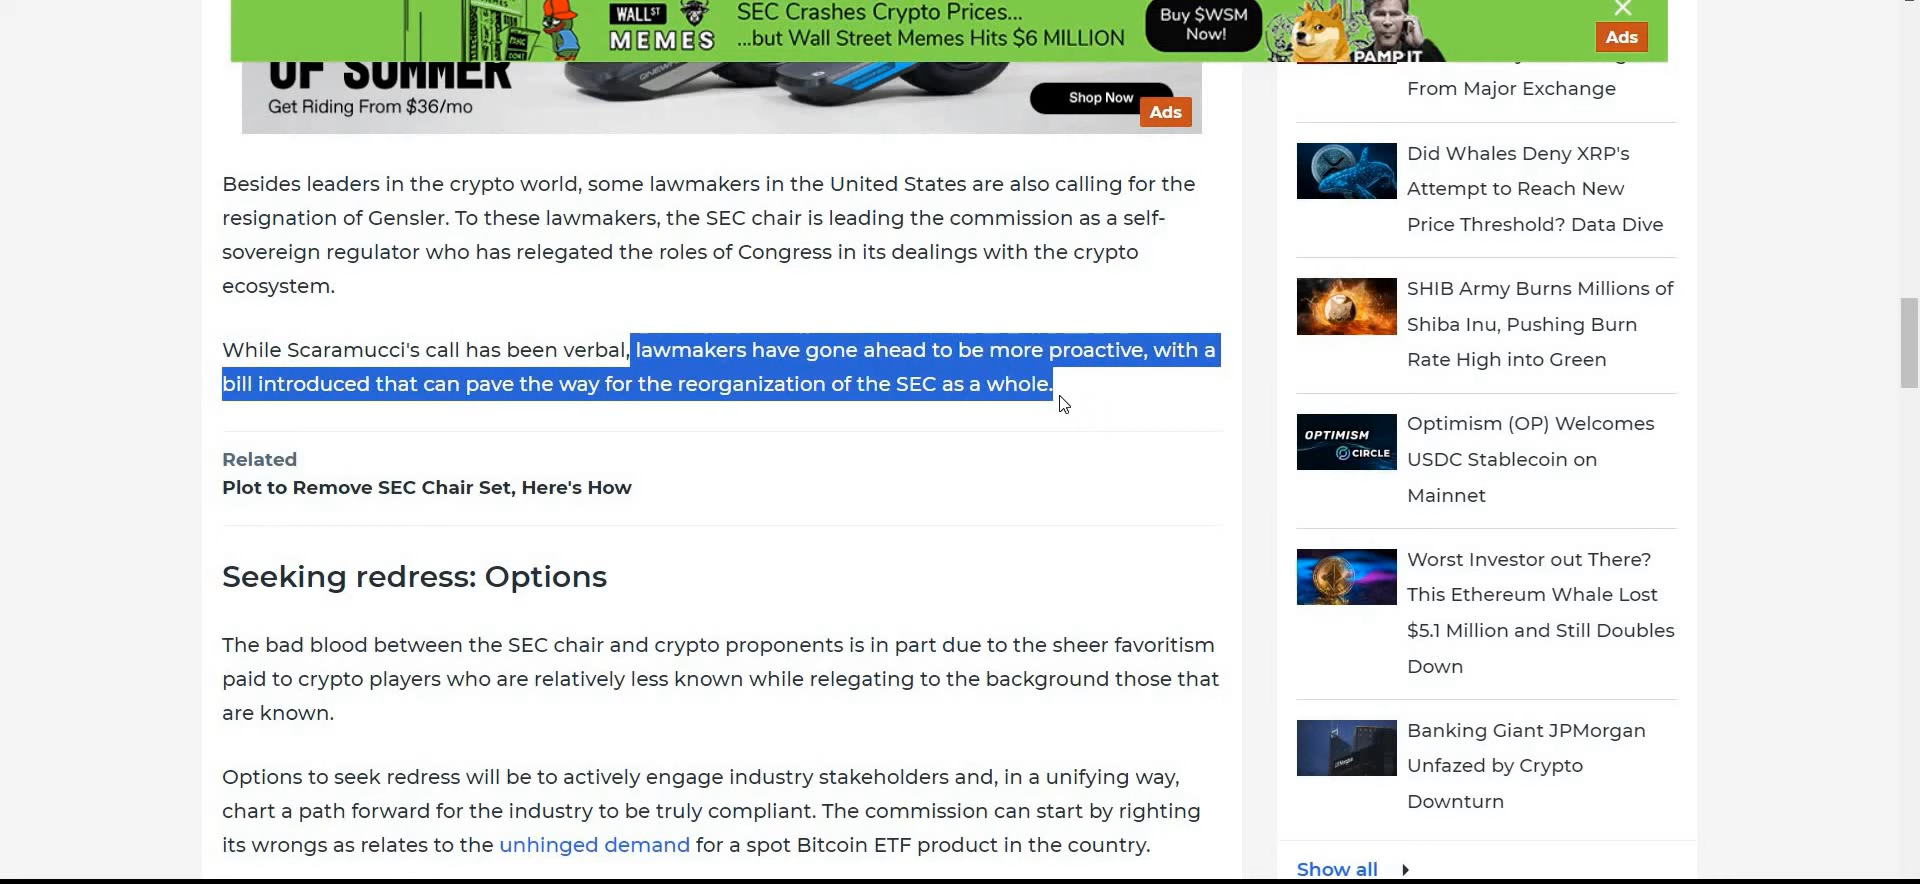 WALL ST
MEMES
SEC Crashes Crypto Prices...
...but Wall Street Memes Hits $6 MILLION
Buy $WSM
Now!
PAMP IT
Ads
OF SUMMER
Get Riding From $36/mo
Shop Now
Ads
Besides leaders in the crypto world, some lawmakers in the United States are also calling for the
resignation of Gensler. To these lawmakers, the SEC chair is leading the commission as a self-
sovereign regulator who has relegated the roles of Congress in its dealings with the crypto
ecosystem.
While Scaramucci's call has been verbal, lawmakers have gone ahead to be more proactive, with a
bill introduced that can pave the way for the reorganization of the SEC as a whole.
Related
Plot to Remove SEC Chair Set, Here's How
Seeking redress: Options
The bad blood between the SEC chair and crypto proponents is in part due to the sheer favoritism
paid to crypto players who are relatively less known while relegating to the background those that
are known.
Options to seek redress will be to actively engage industry stakeholders and, in a unifying way,
chart a path forward for the industry to be truly compliant. The commission can start by righting
its wrongs as relates to the unhinged demand for a spot Bitcoin ETF product in the country.
From Major Exchange
Did Whales Deny XRP's
Attempt to Reach New
Price Threshold? Data Dive
SHIB Army Burns Millions of
Shiba Inu, Pushing Burn
Rate High into Green
OPTIMISM
CIRCLE
Optimism (OP) Welcomes
USDC Stablecoin on
Mainnet
Worst Investor out There?
This Ethereum Whale Lost
$5.1 Million and Still Doubles
Down
Banking Giant JPMorgan
Unfazed by Crypto
Downturn
Show all